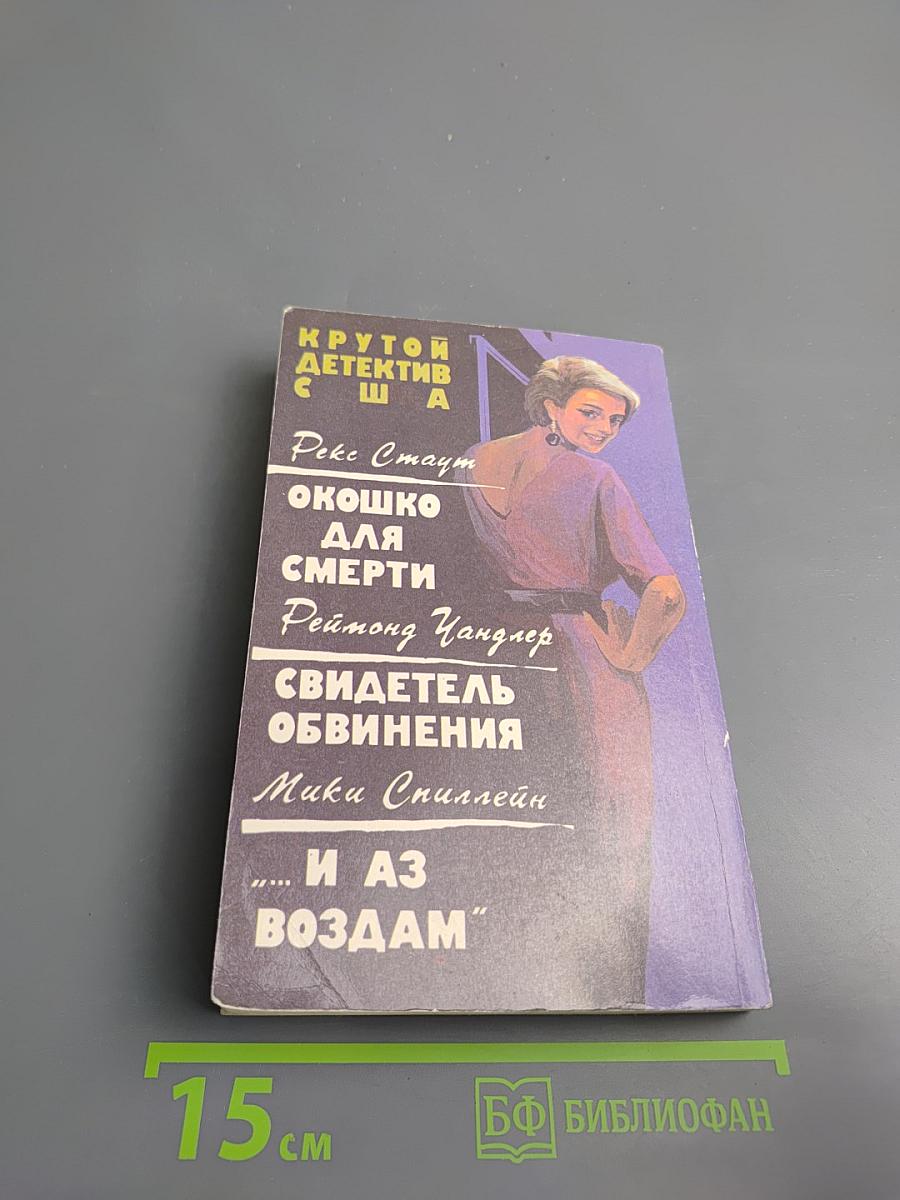 КРУТОЙ
ДЕТЕКТИВ
США
Рекс Стаут
ОКОШКО
ДЛЯ
СМЕРТИ
Реймонд Чандлер
СВИДЕТЕЛЬ
ОБВИНЕНИЯ
Мики Спиллейн
„... И АЗ
ВОЗДАМ"
15 см
БФ БИБЛИОФАН